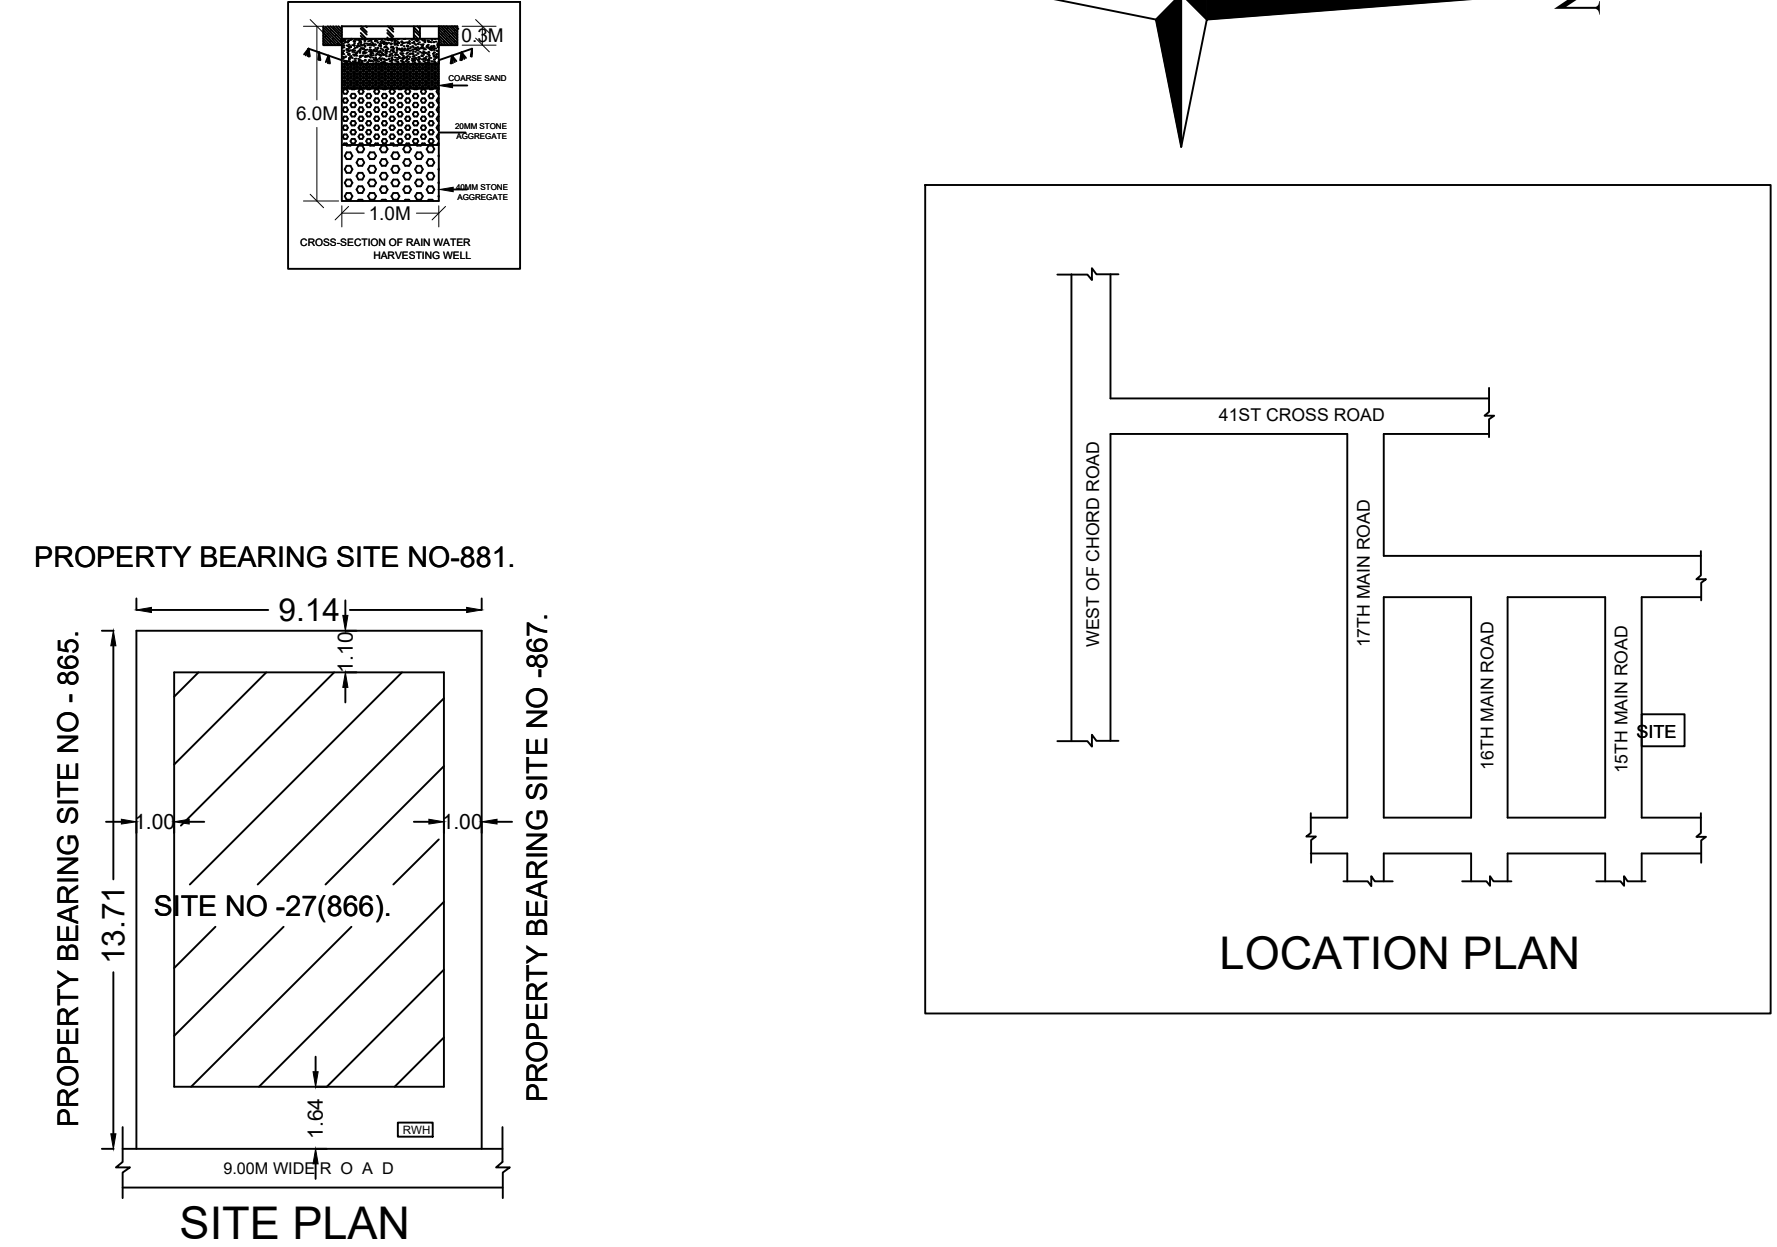 0.3M
COARSE SAND
6.0M
20MM STONE
AGGREGATE
40MM STONE
AGGREGATE
1.0M
CROSS-SECTION OF RAIN WATER
HARVESTING WELL
41ST CROSS ROAD
WEST OF CHORD ROAD
17TH MAIN ROAD
16TH MAIN ROAD
15TH MAIN ROAD
SITE
LOCATION PLAN
PROPERTY BEARING SITE NO-881.
9.14
1.10
PROPERTY BEARING SITE NO - 865.
PROPERTY BEARING SITE NO -867.
1.00
1.00
13.71
SITE NO -27(866).
1.64
RWH
9.00M WIDE R O A D
SITE PLAN